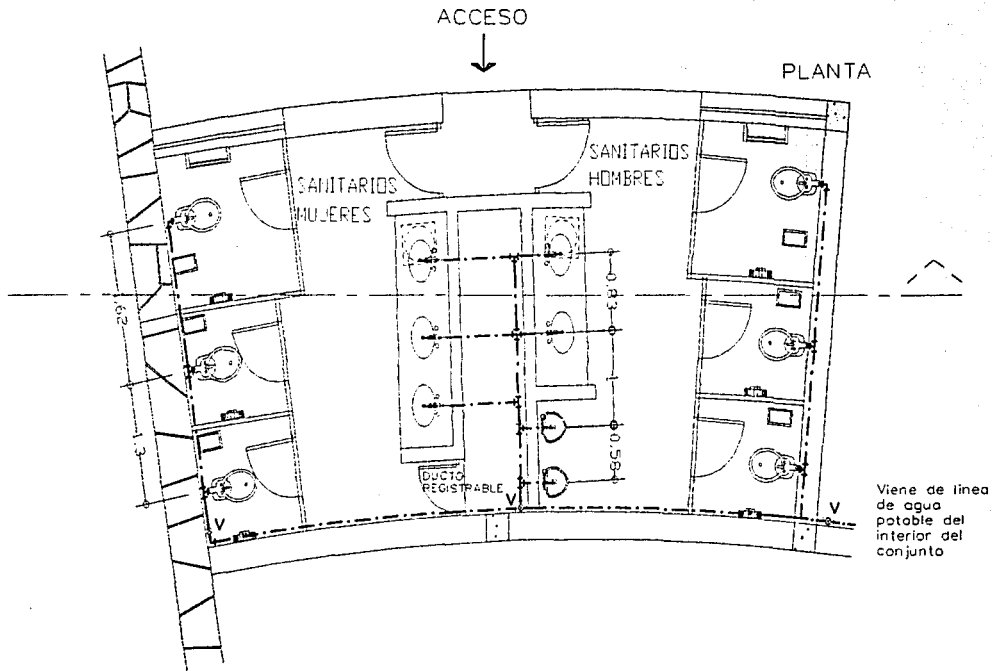 ACCESO
PLANTA
SANITARIOS
MUJERES
SANITARIOS
HOMBRES
0.83
1
0.58
1.3
DUCTO
REGISTRABLE
V
V
V
Viene de linea
de agua
potable del
interior del
conjunto